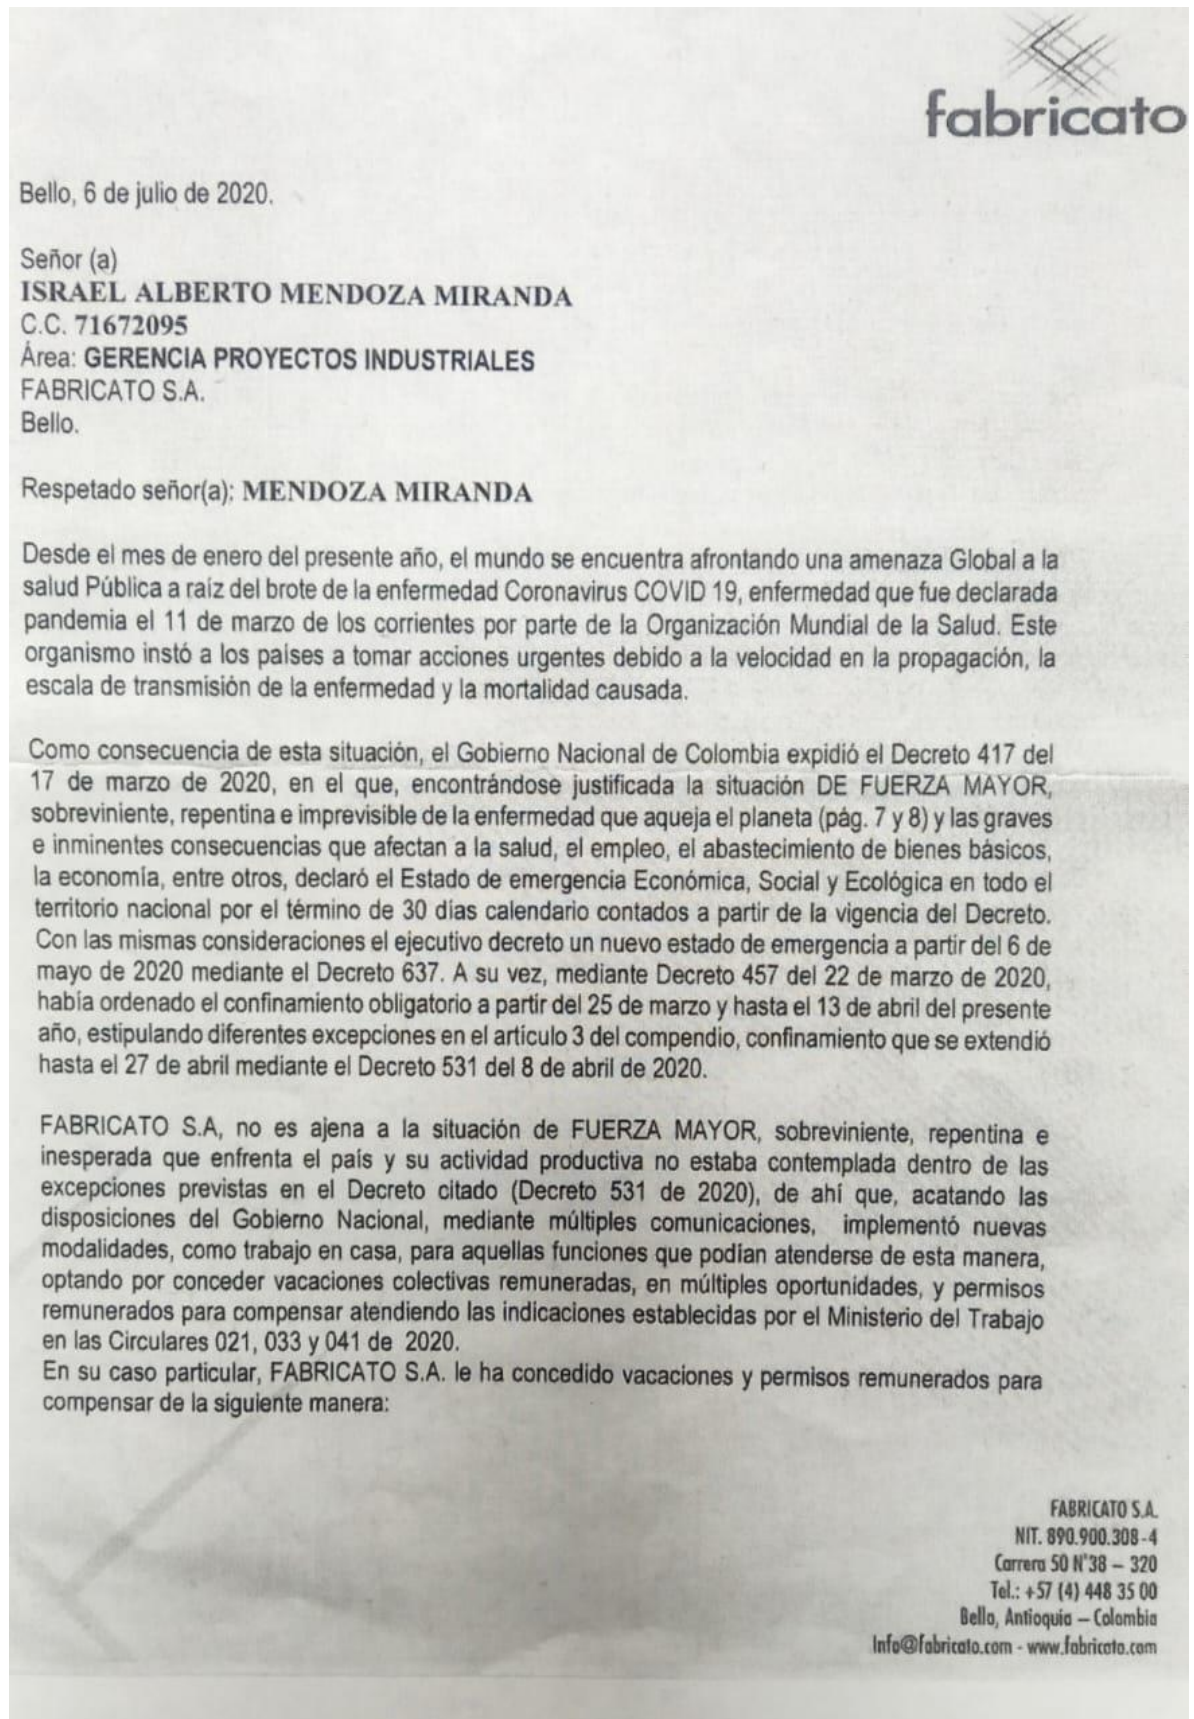 fabricato
Bello, 6 de julio de 2020.
Señor (a)
ISRAEL ALBERTO MENDOZA MIRANDA
C.C. 71672095
Área: GERENCIA PROYECTOS INDUSTRIALES
FABRICATO S.A.
Bello.
Respetado señor(a): MENDOZA MIRANDA
Desde el mes de enero del presente año, el mundo se encuentra afrontando una amenaza Global a la
salud Pública a raíz del brote de la enfermedad Coronavirus COVID 19, enfermedad que fue declarada
pandemia el 11 de marzo de los corrientes por parte de la Organización Mundial de la Salud. Este
organismo instó a los países a tomar acciones urgentes debido a la velocidad en la propagación, la
escala de transmisión de la enfermedad y la mortalidad causada.
Como consecuencia de esta situación, el Gobierno Nacional de Colombia expidió el Decreto 417 del
17 de marzo de 2020, en el que, encontrándose justificada la situación DE FUERZA MAYOR,
sobreviniente, repentina e imprevisible de la enfermedad que aqueja el planeta (pág. 7 y 8) y las graves
e inminentes consecuencias que afectan a la salud, el empleo, el abastecimiento de bienes básicos,
la economía, entre otros, declaró el Estado de emergencia Económica, Social y Ecológica en todo el
territorio nacional por el término de 30 días calendario contados a partir de la vigencia del Decreto.
Con las mismas consideraciones el ejecutivo decreto un nuevo estado de emergencia a partir del 6 de
mayo de 2020 mediante el Decreto 637. A su vez, mediante Decreto 457 del 22 de marzo de 2020,
había ordenado el confinamiento obligatorio a partir del 25 de marzo y hasta el 13 de abril del presente
año, estipulando diferentes excepciones en el artículo 3 del compendio, confinamiento que se extendió
hasta el 27 de abril mediante el Decreto 531 del 8 de abril de 2020.
FABRICATO S.A, no es ajena a la situación de FUERZA MAYOR, sobreviniente, repentina e
inesperada que enfrenta el país y su actividad productiva no estaba contemplada dentro de las
excepciones previstas en el Decreto citado (Decreto 531 de 2020), de ahí que, acatando las
disposiciones del Gobierno Nacional, mediante múltiples comunicaciones, implementó nuevas
modalidades, como trabajo en casa, para aquellas funciones que podían atenderse de esta manera,
optando por conceder vacaciones colectivas remuneradas, en múltiples oportunidades, y permisos
remunerados para compensar atendiendo las indicaciones establecidas por el Ministerio del Trabajo
en las Circulares 021, 033 y 041 de 2020.
En su caso particular, FABRICATO S.A. le ha concedido vacaciones y permisos remunerados para
compensar de la siguiente manera:
FABRICATO S.A.
NIT. 890.900.308-4
Carrera 50 N°38 – 320
Tel.: +57 (4) 448 35 00
Bello, Antioquia – Colombia
Info@fabricato.com - www.fabricato.com